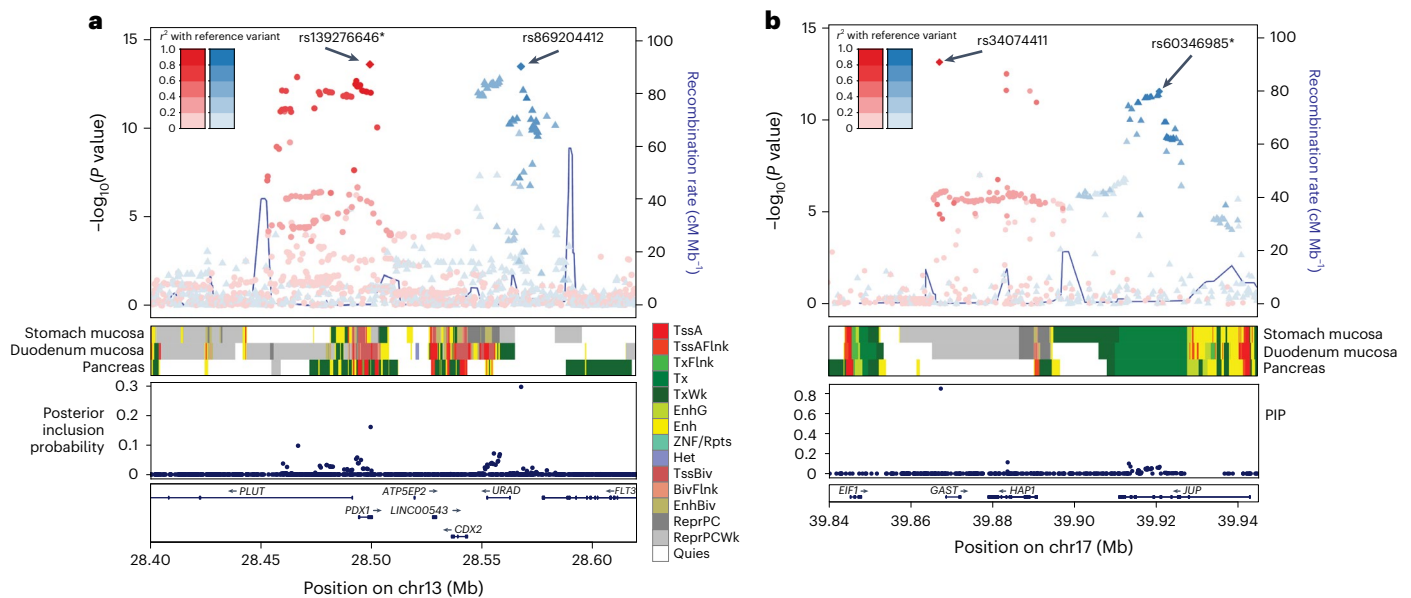 a
15
10
5
0
−log10(P value)
r2 with reference variant
1.0
0.8
0.6
0.4
0.2
0
rs139276646*
rs869204412
100
80
60
40
20
0
Recombination rate (cM Mb−1)
Stomach mucosa
Duodenum mucosa
Pancreas
Posterior
inclusion
probability
0.3
0.2
0.1
0
PLUT
ATP5EP2
URAD
FLT3
PDX1
LINC00543
CDX2
28.40
28.45
28.50
28.55
28.60
Position on chr13 (Mb)
TssA
TssAFlnk
TxFlnk
Tx
TxWk
EnhG
Enh
ZNF/Rpts
Het
TssBiv
BivFlnk
EnhBiv
ReprPC
ReprPCWk
Quies
b
15
10
5
0
−log10(P value)
r2 with reference variant
1.0
0.8
0.6
0.4
0.2
0
rs34074411
rs60346985*
100
80
60
40
20
0
Recombination rate (cM Mb−1)
Stomach mucosa
Duodenum mucosa
Pancreas
0.8
0.6
0.4
0.2
0
PIP
EIF1
GAST
HAP1
JUP
39.84
39.86
39.88
39.90
39.92
39.94
Position on chr17 (Mb)